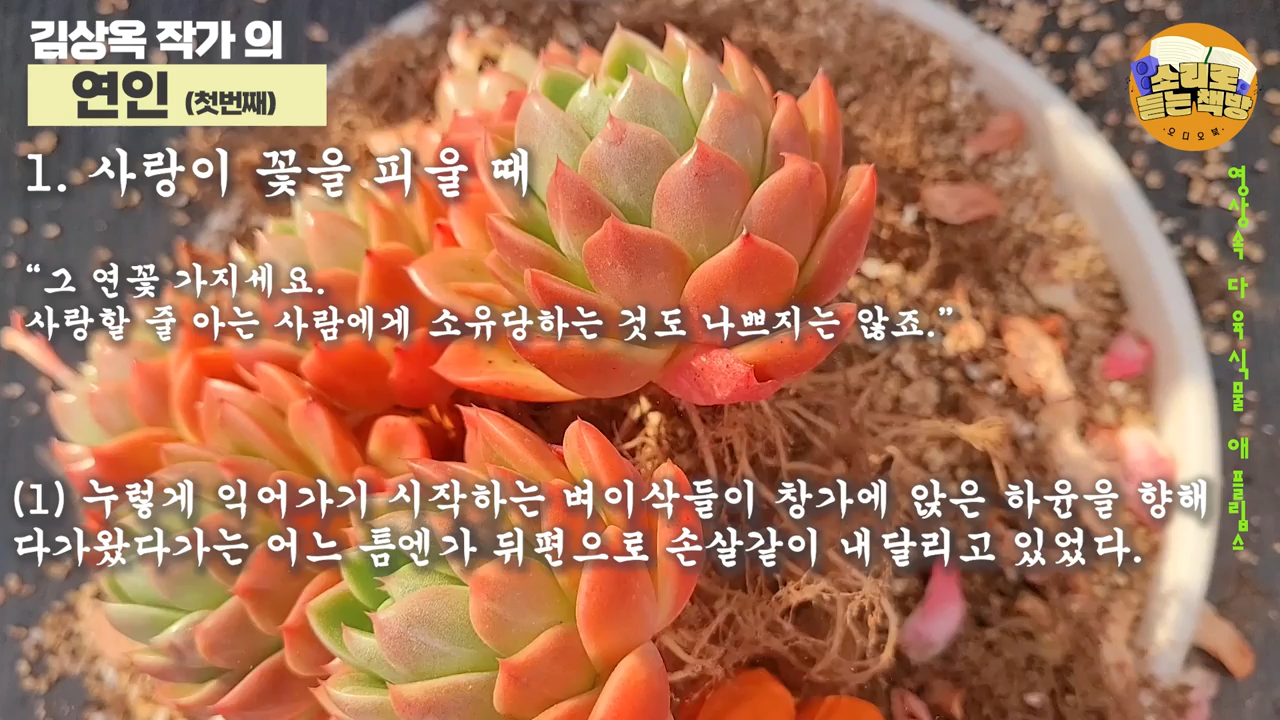 김상옥 작가 의
연인 (첫번째)
소리로
듣는 책방
·오디오북·
1. 사랑이 꽃을 피울 때
“그 연꽃 가지세요.
사랑할 줄 아는 사람에게 소유당하는 것도 나쁘지는 않죠.”
(1) 누렇게 익어가기 시작하는 벼이삭들이 창가에 앉은 하윤을 향해
다가왔다가는 어느 틈엔가 뒤편으로 손살같이 내달리고 있었다.
영상속 다육식물 애플림스